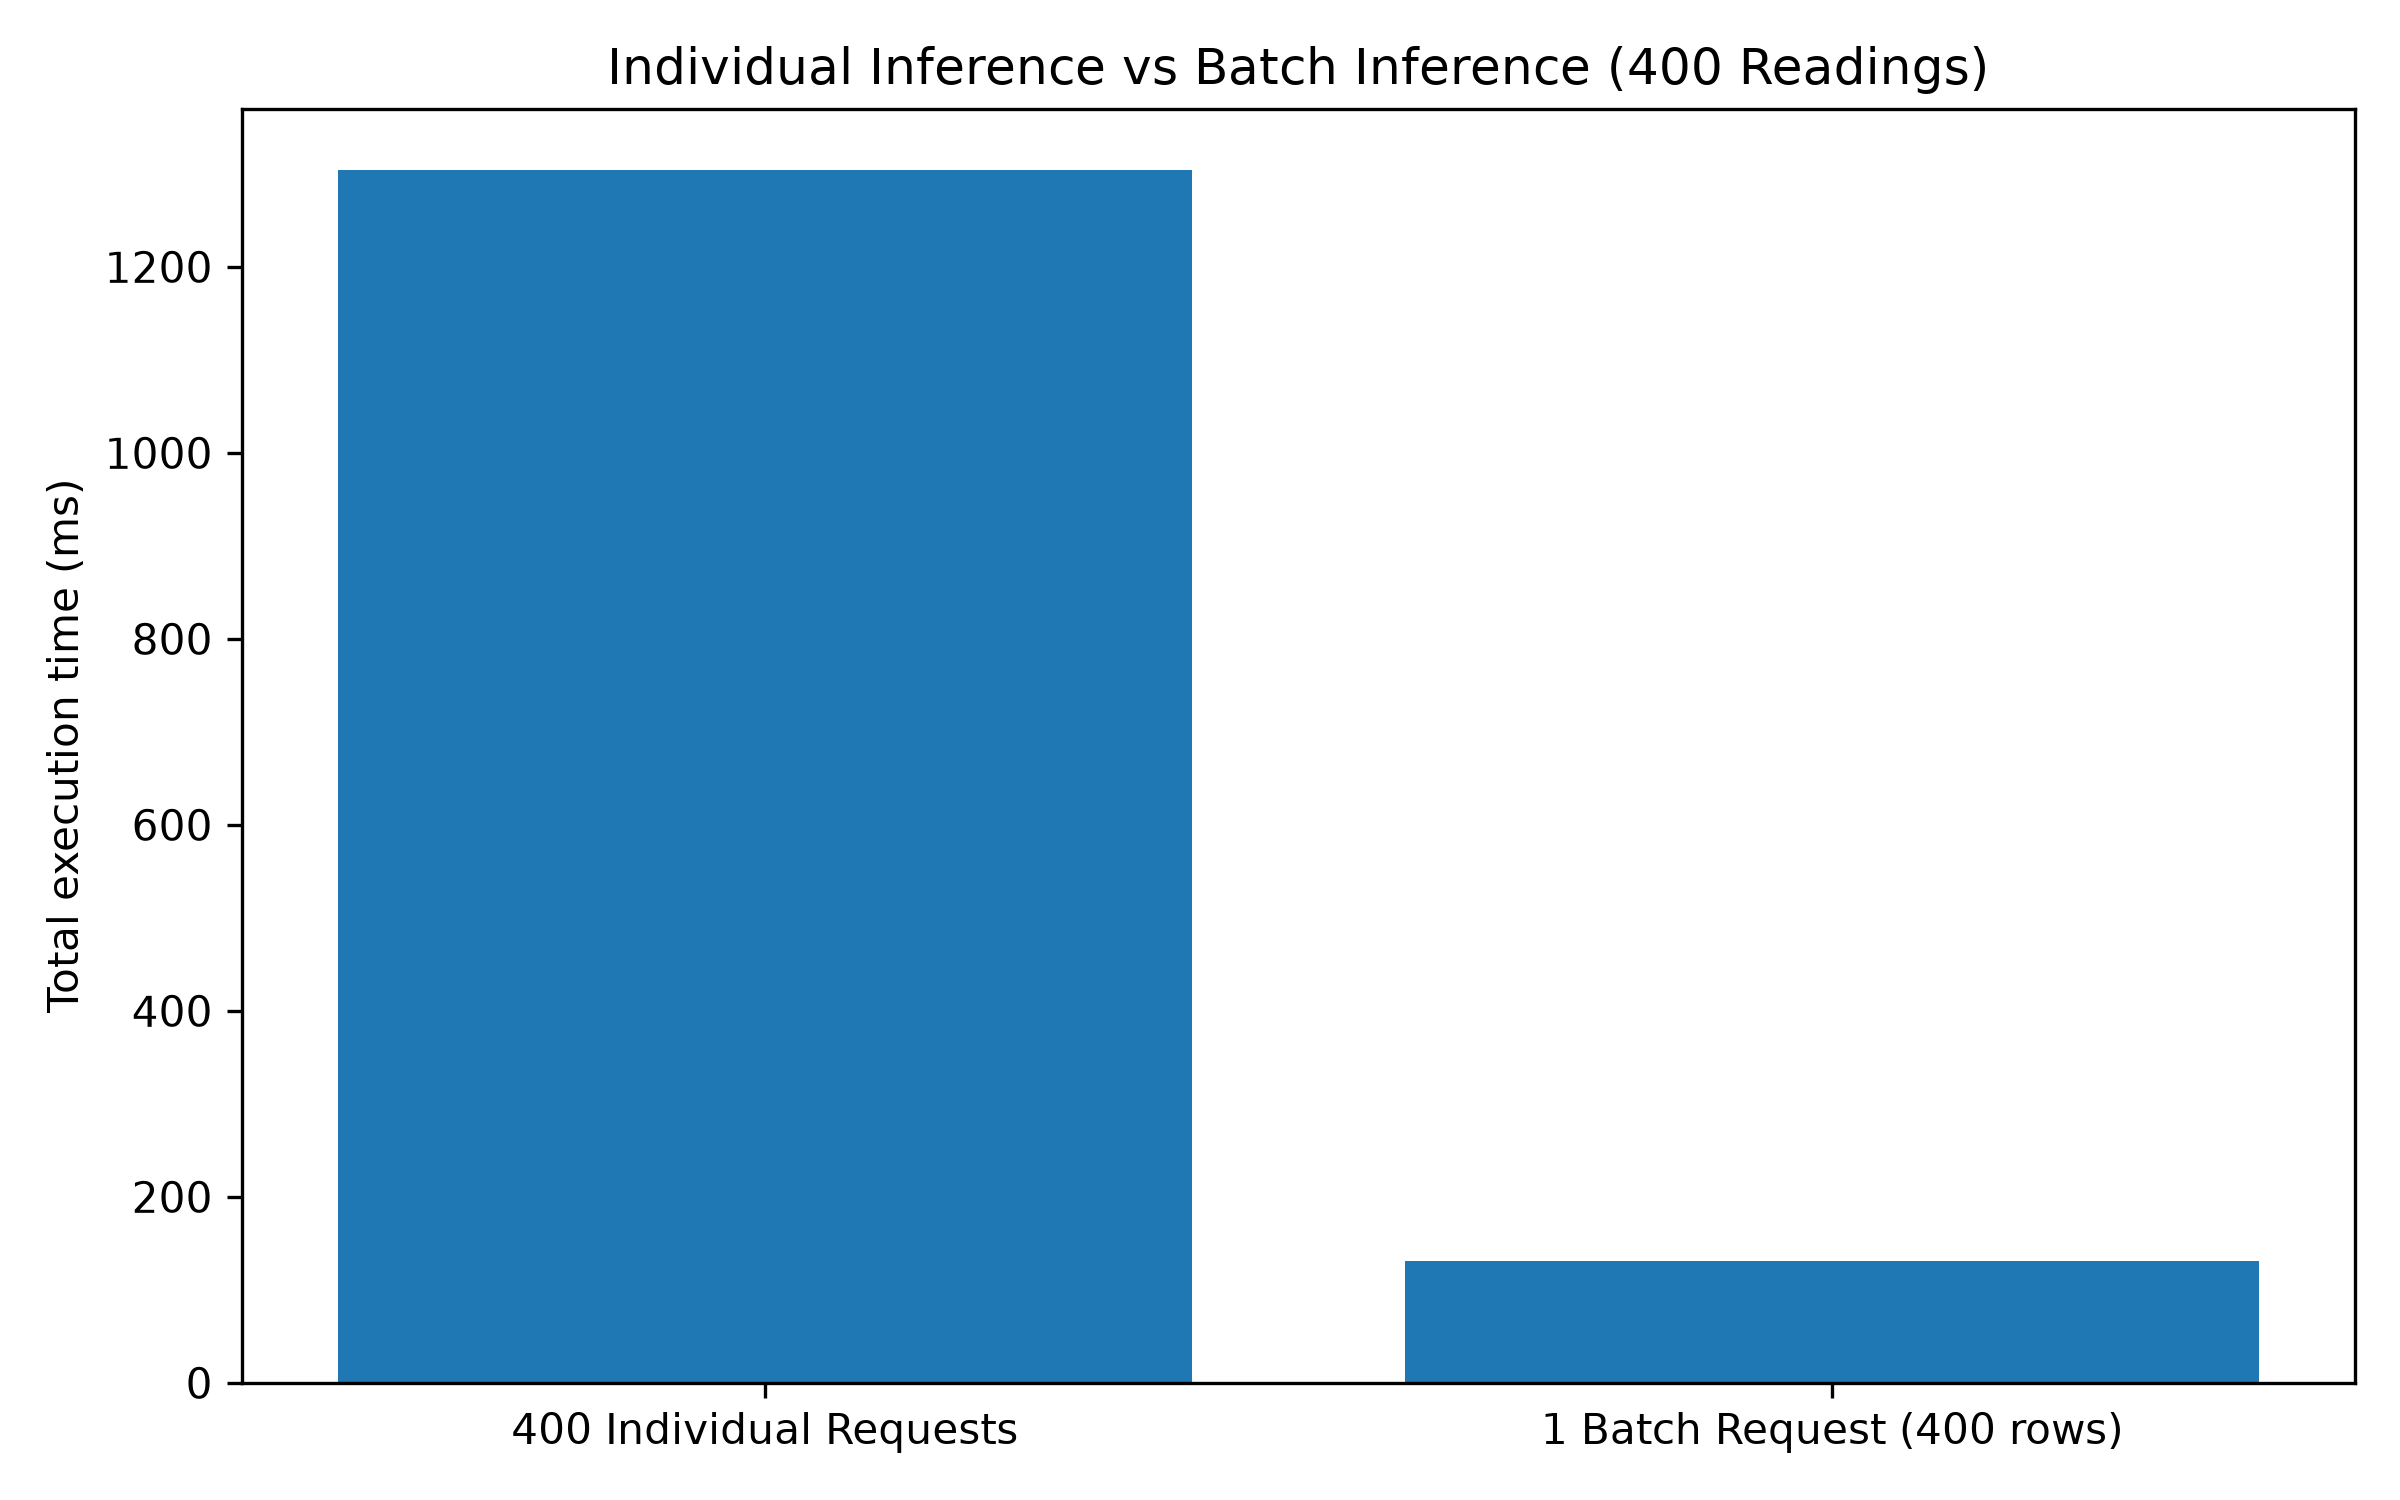 Individual Inference vs Batch Inference (400 Readings)
Total execution time (ms)
1200
1000
800
600
400
200
0
400 Individual Requests
1 Batch Request (400 rows)